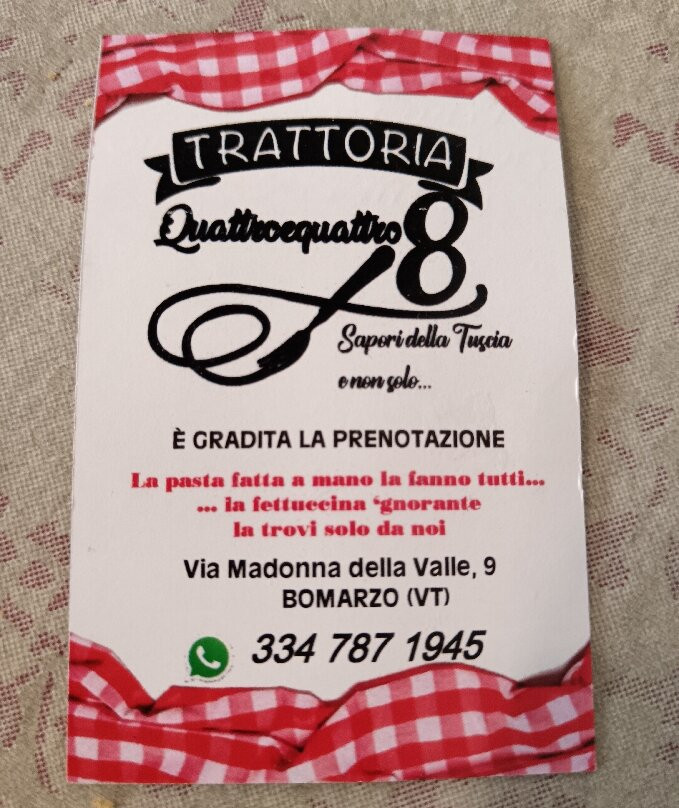 TRATTORIA
Quattroequattro 8
Sapori della Tuscia
e non solo...
È GRADITA LA PRENOTAZIONE
La pasta fatta a mano la fanno tutti...
... la fettuccina ‘gnorante
la trovi solo da noi
Via Madonna della Valle, 9
BOMARZO (VT)
334 787 1945